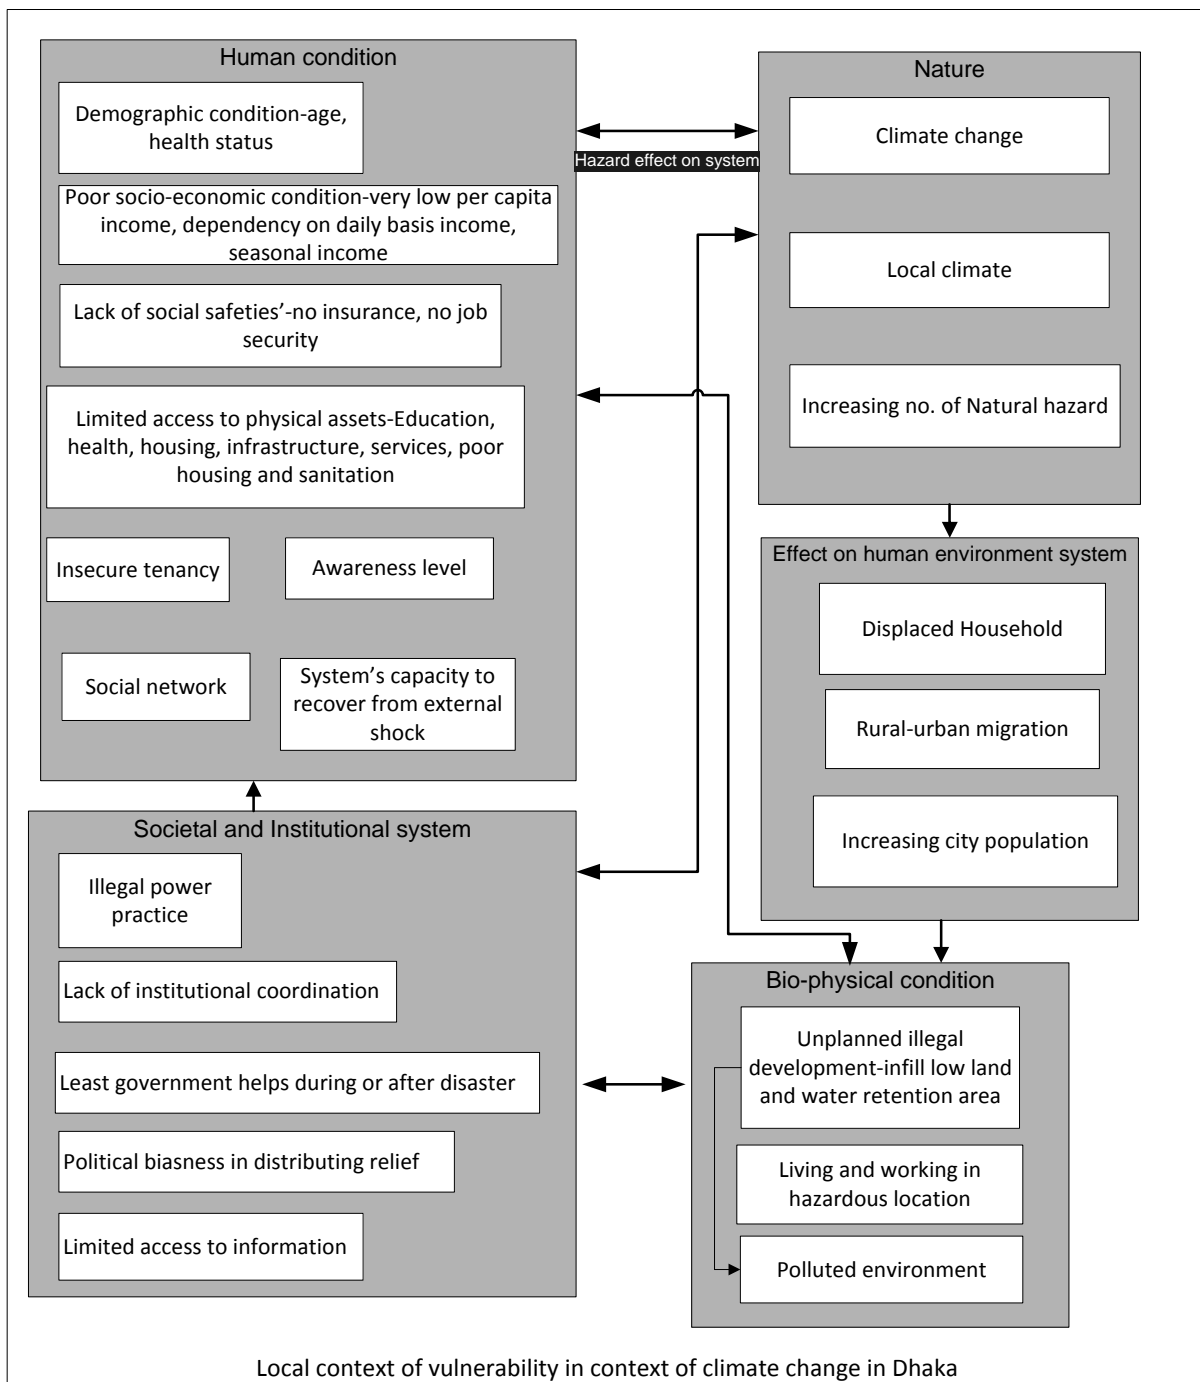 Human condition
Demographic condition-age,
health status
Poor socio-economic condition-very low per capita
income, dependency on daily basis income,
seasonal income
Lack of social safeties’-no insurance, no job
security
Limited access to physical assets-Education,
health, housing, infrastructure, services, poor
housing and sanitation
Insecure tenancy
Awareness level
Social network
System’s capacity to
recover from external
shock
Hazard effect on system
Nature
Climate change
Local climate
Increasing no. of Natural hazard
Effect on human environment system
Displaced Household
Rural-urban migration
Increasing city population
Societal and Institutional system
Illegal power
practice
Lack of institutional coordination
Least government helps during or after disaster
Political biasness in distributing relief
Limited access to information
Bio-physical condition
Unplanned illegal
development-infill low land
and water retention area
Living and working in
hazardous location
Polluted environment
Local context of vulnerability in context of climate change in Dhaka